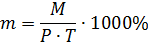 m = M / (P · T) · 1000%